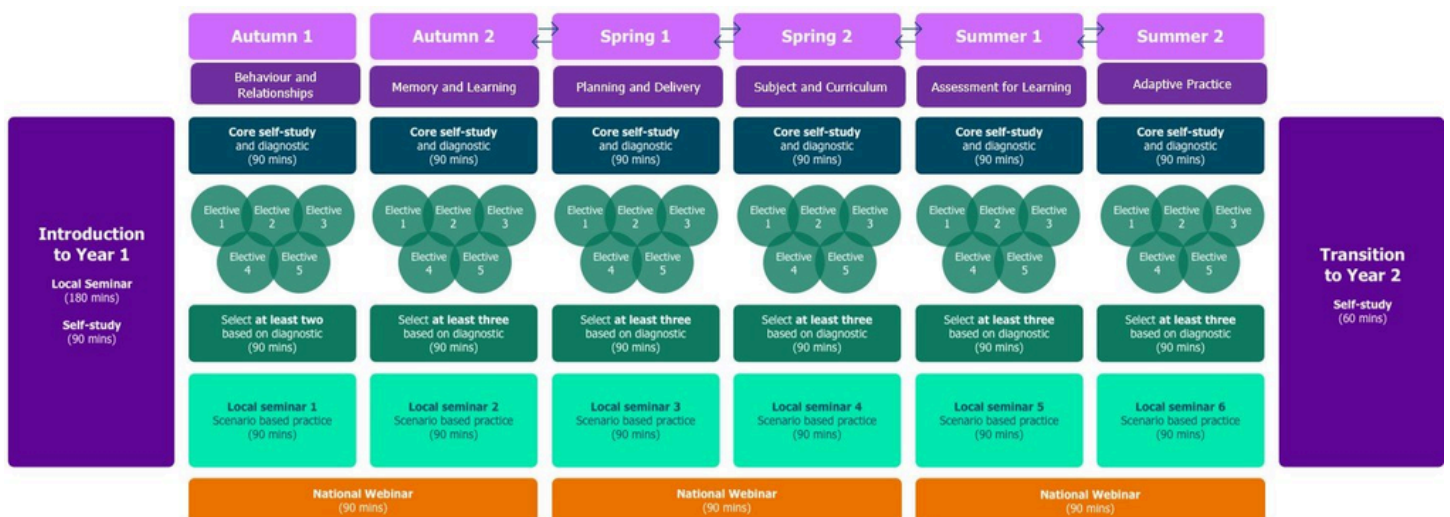 Autumn 1
Autumn 2
Spring 1
Spring 2
Summer 1
Summer 2
Behaviour and
Relationships
Memory and Learning
Planning and Delivery
Subject and Curriculum
Assessment for Learning
Adaptive Practice
Introduction
to Year 1
Local Seminar
(180 mins)
Self-study
(90 mins)
Core self-study
and diagnostic
(90 mins)
Core self-study
and diagnostic
(90 mins)
Core self-study
and diagnostic
(90 mins)
Core self-study
and diagnostic
(90 mins)
Core self-study
and diagnostic
(90 mins)
Core self-study
and diagnostic
(90 mins)
Elective
1
Elective
2
Elective
3
Elective
4
Elective
5
Elective
1
Elective
2
Elective
3
Elective
4
Elective
5
Elective
1
Elective
2
Elective
3
Elective
4
Elective
5
Elective
1
Elective
2
Elective
3
Elective
4
Elective
5
Elective
1
Elective
2
Elective
3
Elective
4
Elective
5
Elective
1
Elective
2
Elective
3
Elective
4
Elective
5
Select at least two
based on diagnostic
(90 mins)
Select at least three
based on diagnostic
(90 mins)
Select at least three
based on diagnostic
(90 mins)
Select at least three
based on diagnostic
(90 mins)
Select at least three
based on diagnostic
(90 mins)
Select at least three
based on diagnostic
(90 mins)
Local seminar 1
Scenario based practice
(90 mins)
Local seminar 2
Scenario based practice
(90 mins)
Local seminar 3
Scenario based practice
(90 mins)
Local seminar 4
Scenario based practice
(90 mins)
Local seminar 5
Scenario based practice
(90 mins)
Local seminar 6
Scenario based practice
(90 mins)
National Webinar
(90 mins)
National Webinar
(90 mins)
National Webinar
(90 mins)
Transition
to Year 2
Self-study
(60 mins)